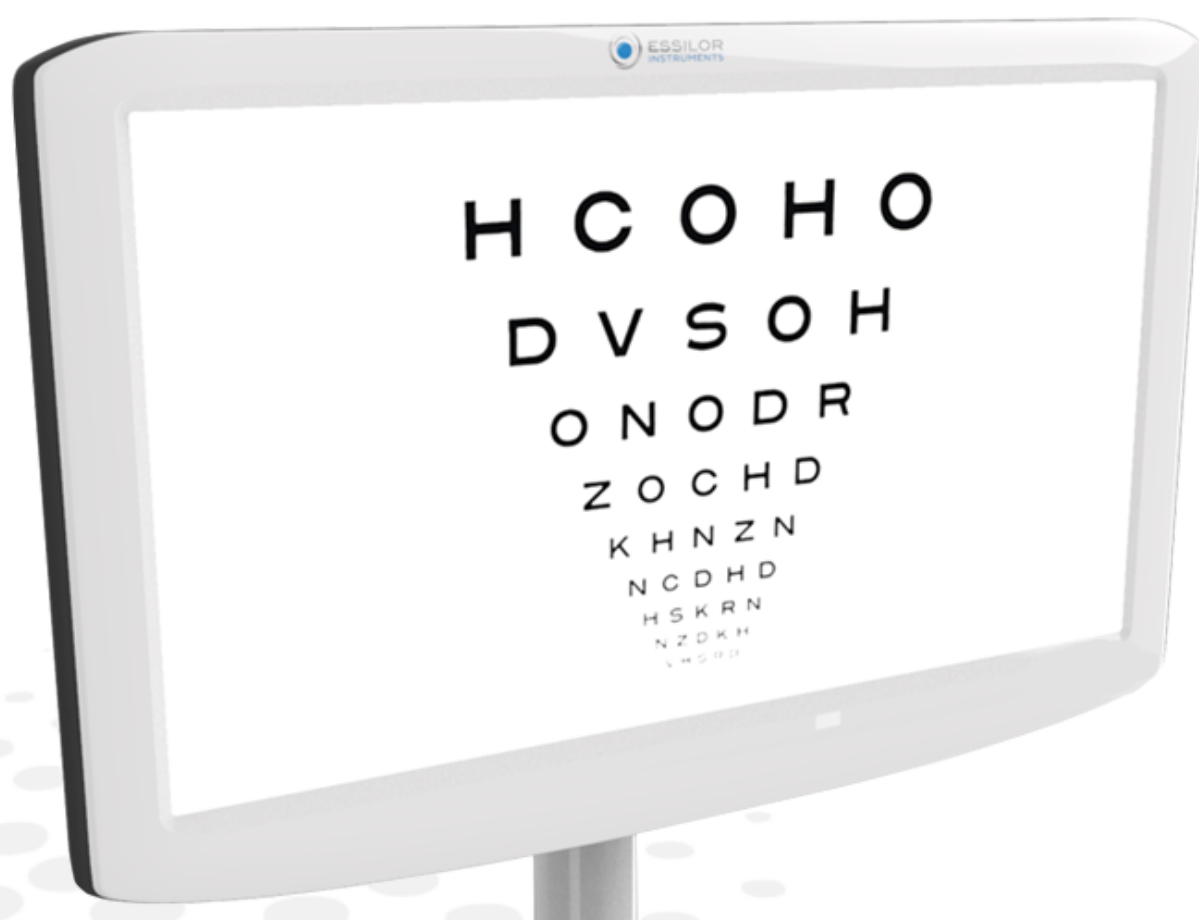 ESSILOR
INSTRUMENTS
H C O H O
D V S O H
O N O D R
Z O C H D
K H N Z N
N C D H D
H S K R N
N Z D K H